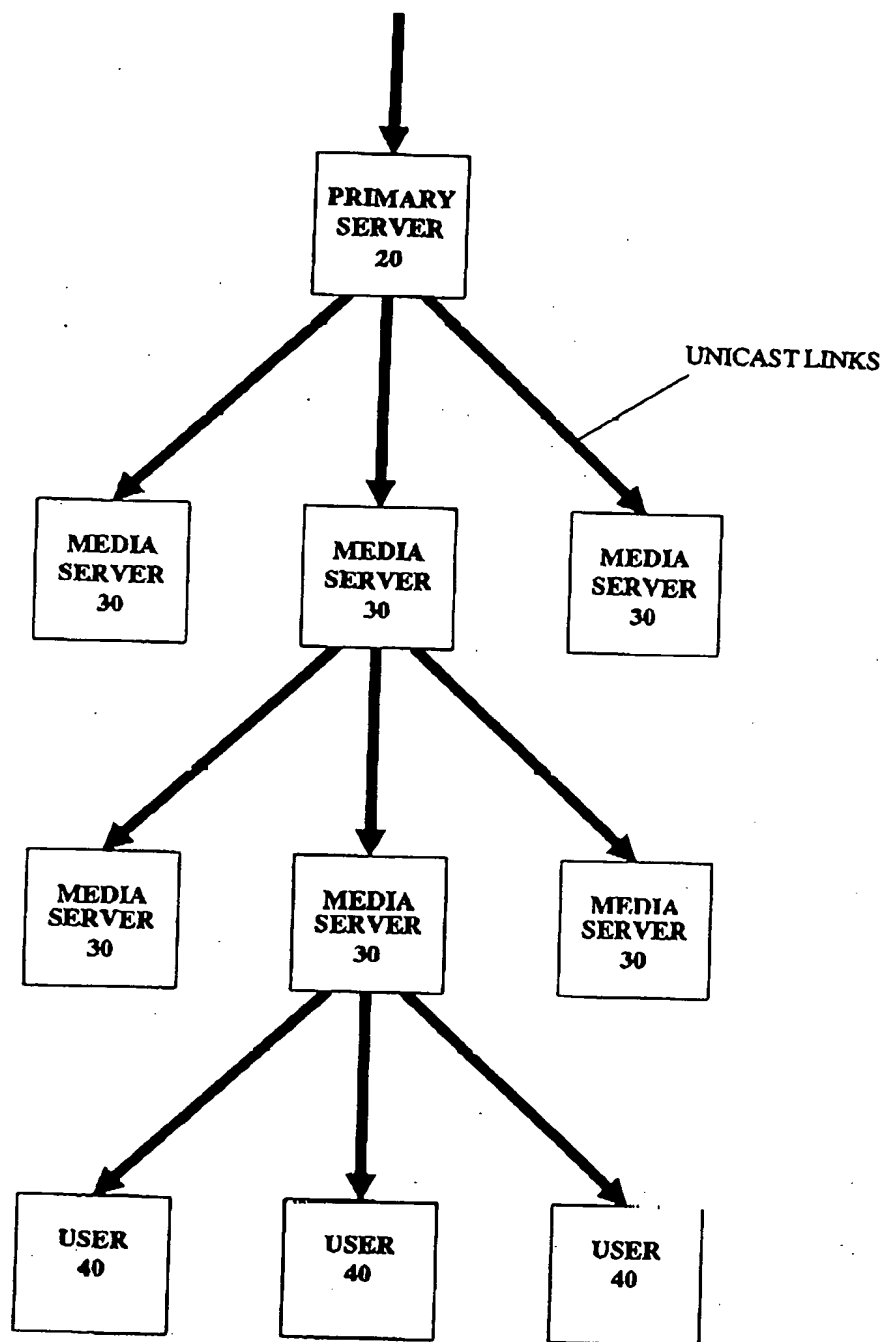 PRIMARY
SERVER
20
UNICAST LINKS
MEDIA
SERVER
30
MEDIA
SERVER
30
MEDIA
SERVER
30
MEDIA
SERVER
30
MEDIA
SERVER
30
MEDIA
SERVER
30
USER
40
USER
40
USER
40